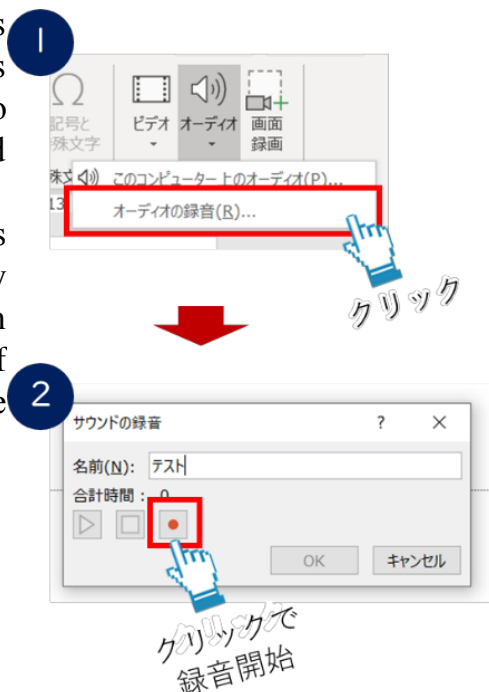 1
記号と
特殊文字
ビデオ
オーディオ
画面
録画
このコンピューター上のオーディオ(P)...
オーディオの録音(R)...
クリック
2
サウンドの録音 ? ×
名前(N): テスト
合計時間 : 0
OK キャンセル
クリックで
録音開始